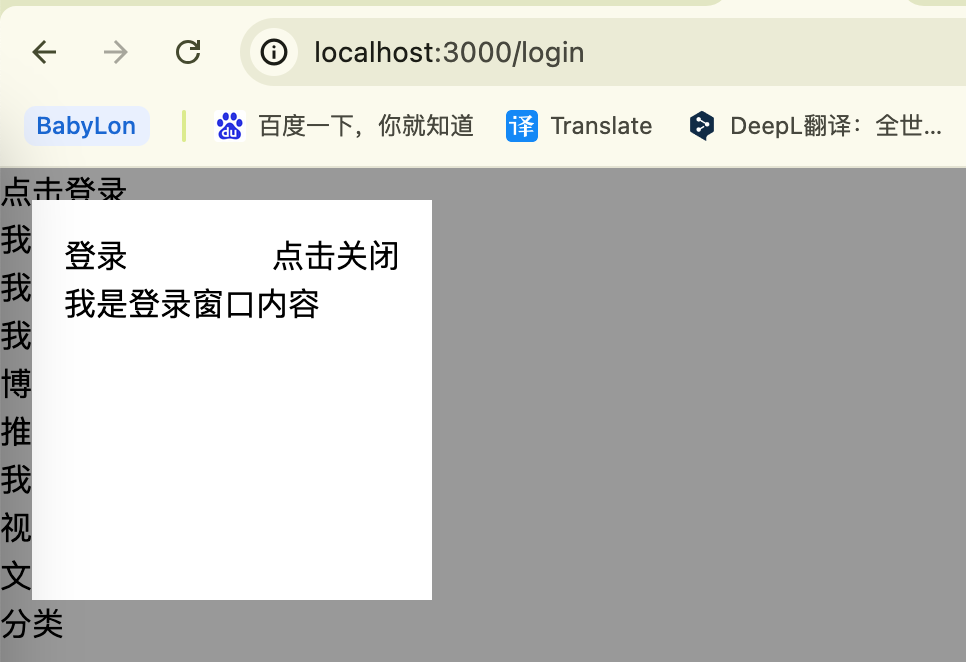 localhost:3000/login
BabyLon
百度一下，你就知道
译 Translate
DeepL翻译：全世...
点击登录
我
登录 点击关闭
我
我是登录窗口内容
我
博
推
我
视
文
分类